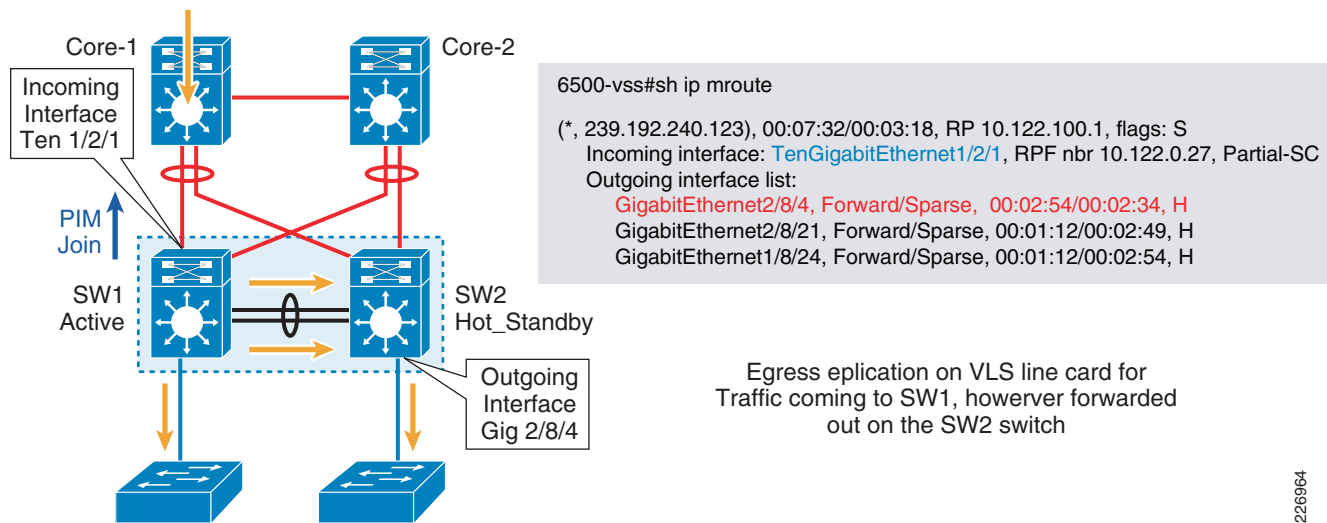 Core-1
Core-2
Incoming
Interface
Ten 1/2/1
PIM
Join
SW1
Active
SW2
Hot_Standby
Outgoing
Interface
Gig 2/8/4
6500-vss#sh ip mroute
(*, 239.192.240.123), 00:07:32/00:03:18, RP 10.122.100.1, flags: S
Incoming interface: TenGigabitEthernet1/2/1, RPF nbr 10.122.0.27, Partial-SC
Outgoing interface list:
GigabitEthernet2/8/4, Forward/Sparse, 00:02:54/00:02:34, H
GigabitEthernet2/8/21, Forward/Sparse, 00:01:12/00:02:49, H
GigabitEthernet1/8/24, Forward/Sparse, 00:01:12/00:02:54, H
Egress eplication on VLS line card for
Traffic coming to SW1, howerver forwarded
out on the SW2 switch
226964